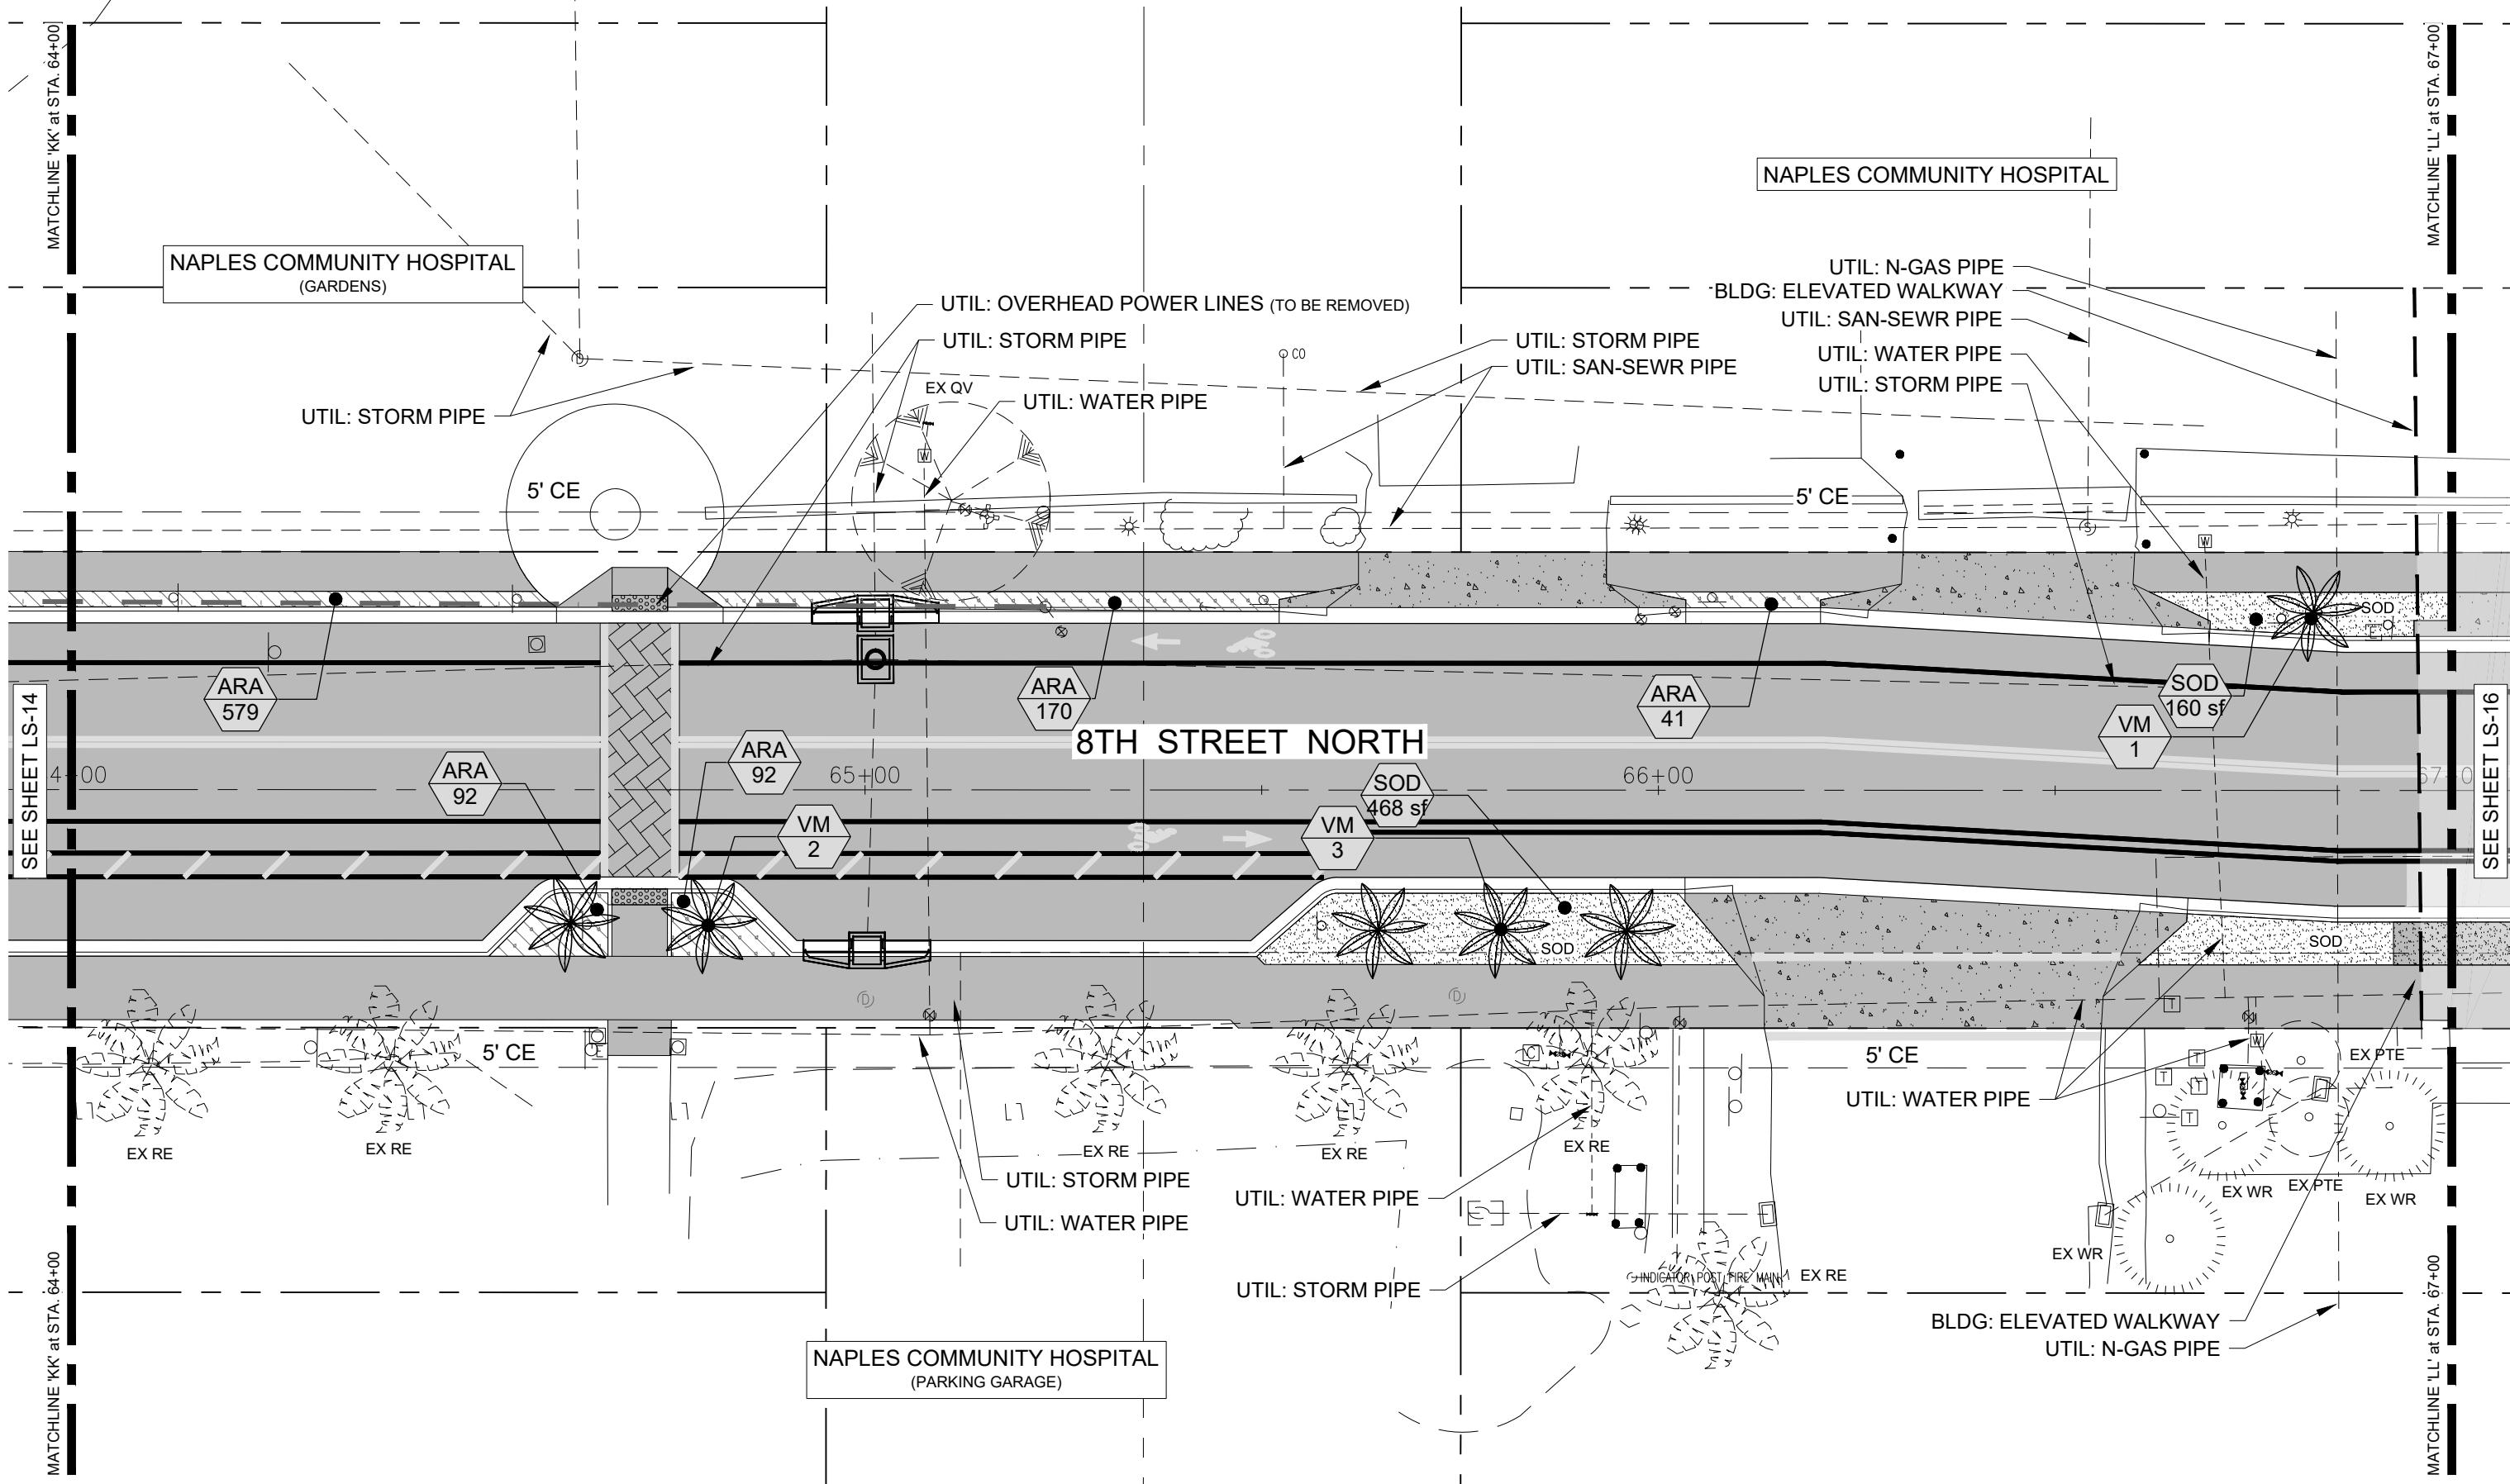 MATCHLINE 'KK' at STA. 64+00
MATCHLINE 'LL' at STA. 67+00
NAPLES COMMUNITY HOSPITAL
NAPLES COMMUNITY HOSPITAL
(GARDENS)
UTIL: N-GAS PIPE
BLDG: ELEVATED WALKWAY
UTIL: OVERHEAD POWER LINES (TO BE REMOVED)
UTIL: SAN-SEWR PIPE
UTIL: STORM PIPE
UTIL: STORM PIPE
CO
UTIL: WATER PIPE
UTIL: SAN-SEWR PIPE
UTIL: STORM PIPE
EX QV
UTIL: WATER PIPE
UTIL: STORM PIPE
D
W
5' CE
5' CE
S
W
SOD
E
ARA
579
ARA
170
ARA
41
SOD
160 sf
VM
1
8TH STREET NORTH
SEE SHEET LS-14
SEE SHEET LS-16
4+00
65+00
66+00
67+0
ARA
92
ARA
92
SOD
468 sf
VM
2
VM
3
SOD
SOD
D
D
T
5' CE
E
C
5' CE
W
T
T
T
T
EX PTE
UTIL: WATER PIPE
EX RE
EX RE
EX RE
EX RE
EX RE
UTIL: STORM PIPE
UTIL: WATER PIPE
EX WR
EX PTE
EX WR
UTIL: WATER PIPE
EX WR
INDICATOR POST FIRE MAIN
EX RE
UTIL: STORM PIPE
BLDG: ELEVATED WALKWAY
UTIL: N-GAS PIPE
NAPLES COMMUNITY HOSPITAL
(PARKING GARAGE)
MATCHLINE 'KK' at STA. 64+00
MATCHLINE 'LL' at STA. 67+00